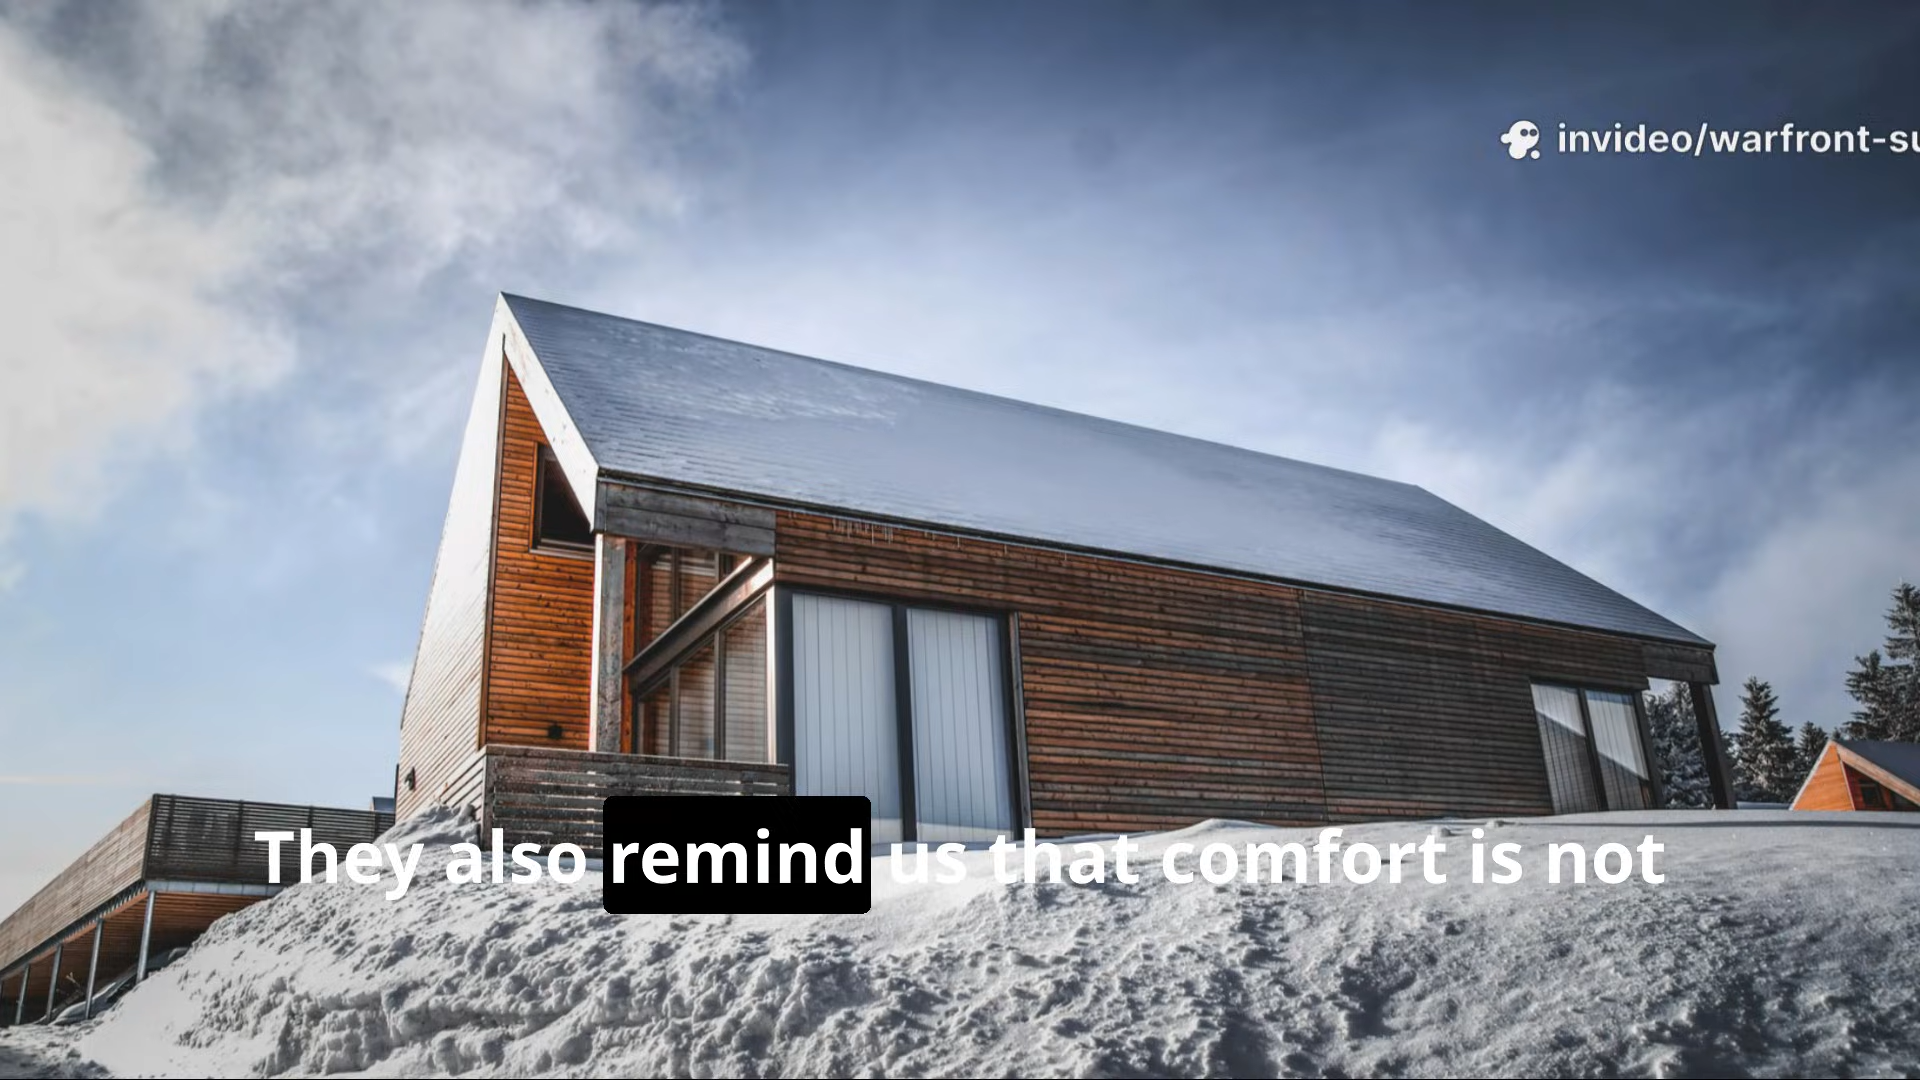 invideo/warfront-su
They also remind us that comfort is not